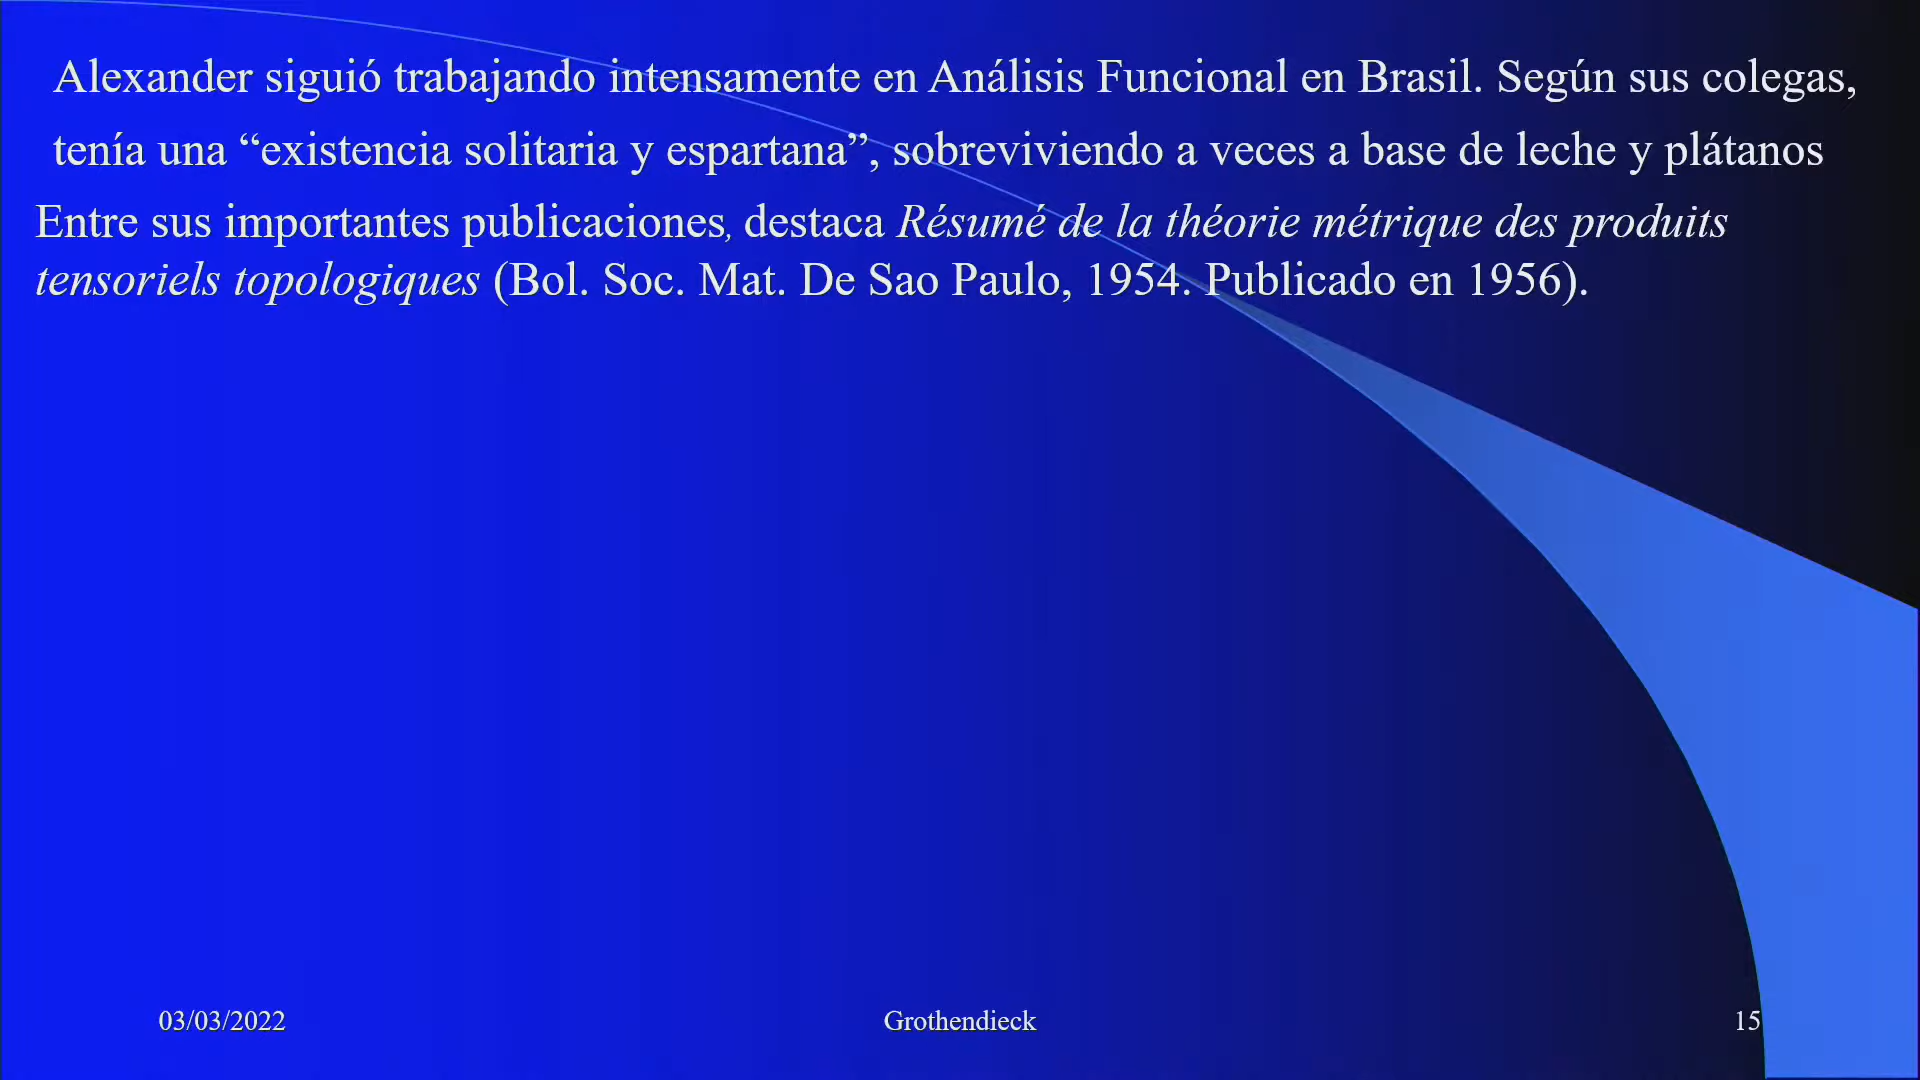 Alexander siguió trabajando intensamente en Análisis Funcional en Brasil. Según sus colegas,
tenía una “existencia solitaria y espartana”, sobreviviendo a veces a base de leche y plátanos
Entre sus importantes publicaciones, destaca Résumé de la théorie métrique des produits
tensoriels topologiques (Bol. Soc. Mat. De Sao Paulo, 1954. Publicado en 1956).
03/03/2022
Grothendieck
15